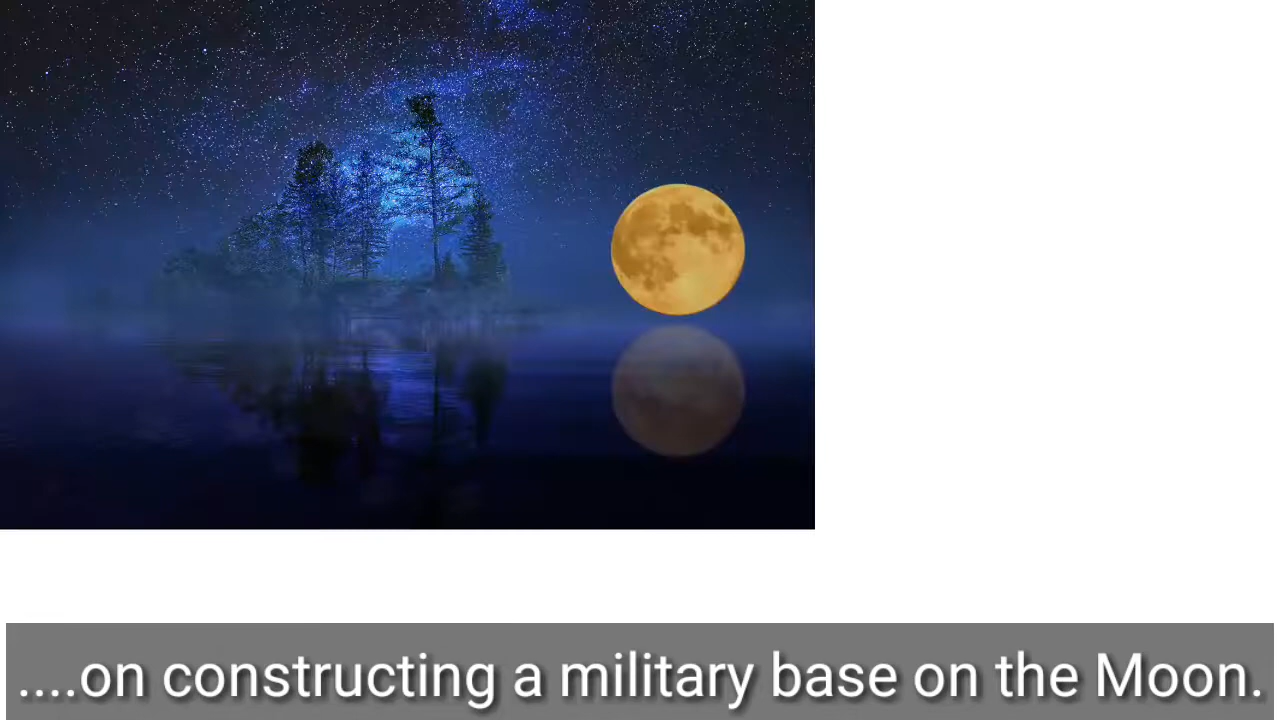 ....on constructing a military base on the Moon.